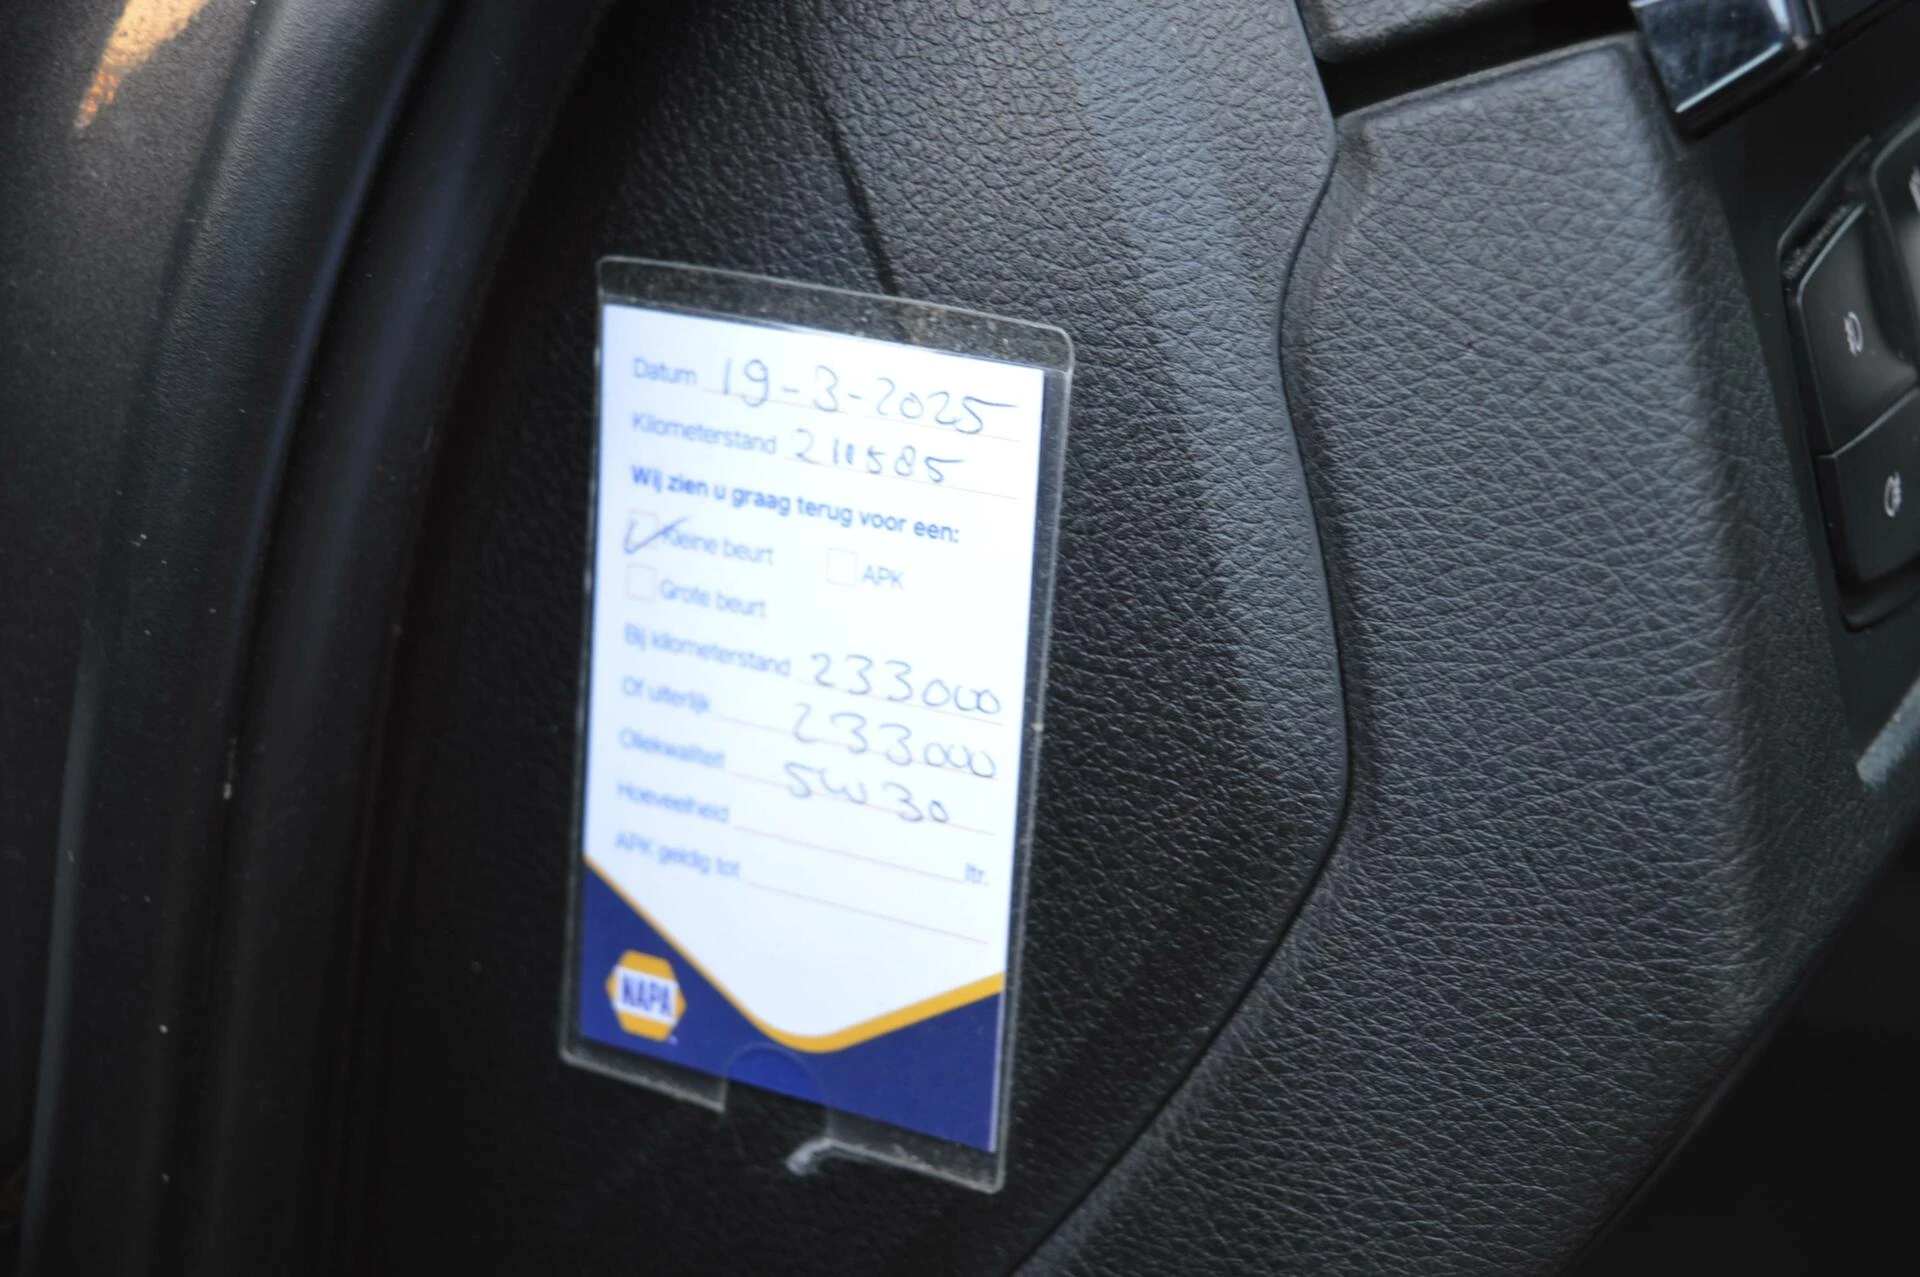 Datum 19-3-2025
Kilometerstand 211585
Wij zien u graag terug voor een:
Kleine beurt APK
Grote beurt
Bij kilometerstand 233000
Of uiterlijk 233000
Oliekwaliteit 5W30
Hoeveelheid ltr.
APK geldig tot
NAPA